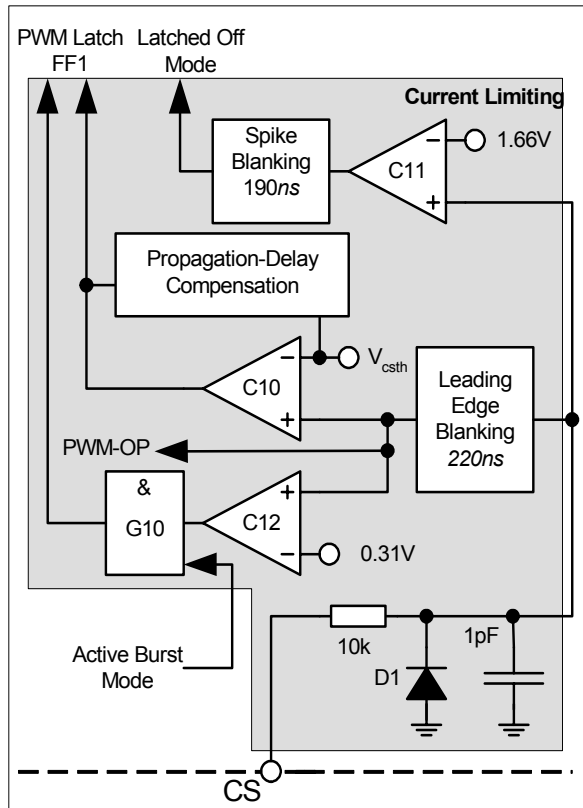 PWM Latch
FF1
Latched Off
Mode
Current Limiting
Spike
Blanking
190ns
C11
1.66V
Propagation-Delay
Compensation
C10
Vcsth
Leading
Edge
Blanking
220ns
PWM-OP
&
G10
C12
0.31V
Active Burst
Mode
10k
D1
1pF
CS